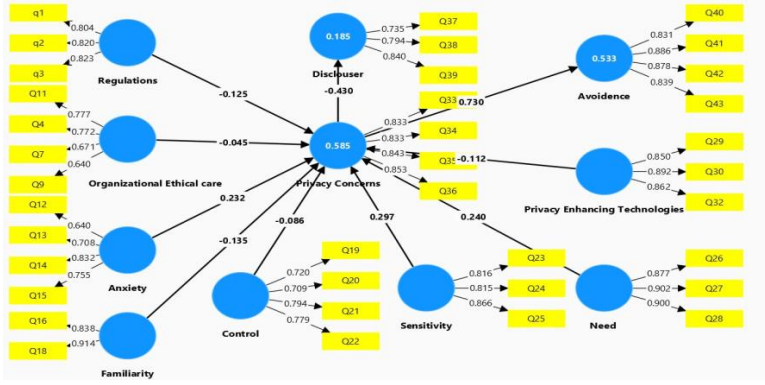 q1
0.804
q2
0.820
q3
0.823
Regulations
-0.125
Q11
0.777
Q4
0.772
Q7
0.671
Q9
0.640
Organizational Ethical care
-0.045
Q12
0.640
Q13
0.708
Q14
0.832
Q15
0.755
Anxiety
0.232
Q16
0.838
Q18
0.914
Familiarity
-0.135
0.185
Disclouser
0.735
Q37
0.794
Q38
0.840
Q39
-0.430
0.585
Privacy Concerns
0.833
Q33
0.833
Q34
0.843
Q35
0.853
Q36
0.730
0.533
Avoidence
0.831
Q40
0.886
Q41
0.878
Q42
0.839
Q43
-0.112
Privacy Enhancing Technologies
0.850
Q29
0.892
Q30
0.862
Q32
-0.086
Control
0.720
Q19
0.709
Q20
0.794
Q21
0.779
Q22
0.297
Sensitivity
0.816
Q23
0.815
Q24
0.866
Q25
0.240
Need
0.877
Q26
0.902
Q27
0.900
Q28